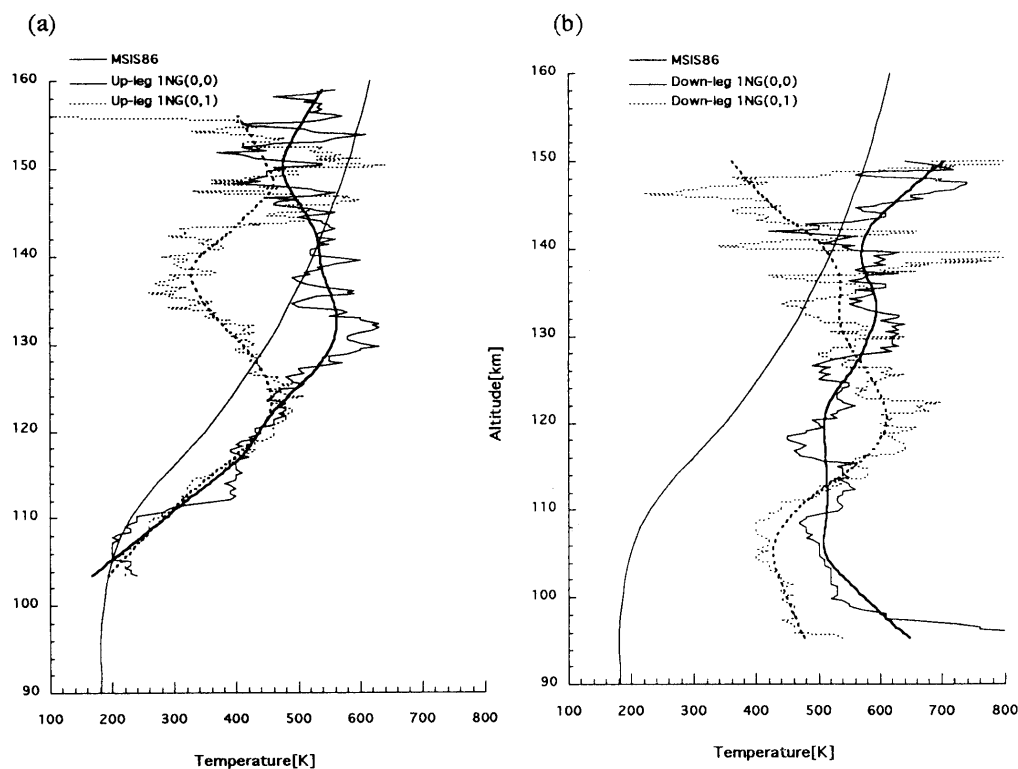 (a)
MSIS86
Up-leg 1NG(0,0)
Up-leg 1NG(0,1)
160
150
140
130
120
110
100
90
100 200 300 400 500 600 700 800
Temperature[K]
(b)
MSIS86
Down-leg 1NG(0,0)
Down-leg 1NG(0,1)
Altitude[km]
160
150
140
130
120
110
100
90
100 200 300 400 500 600 700 800
Temperature[K]